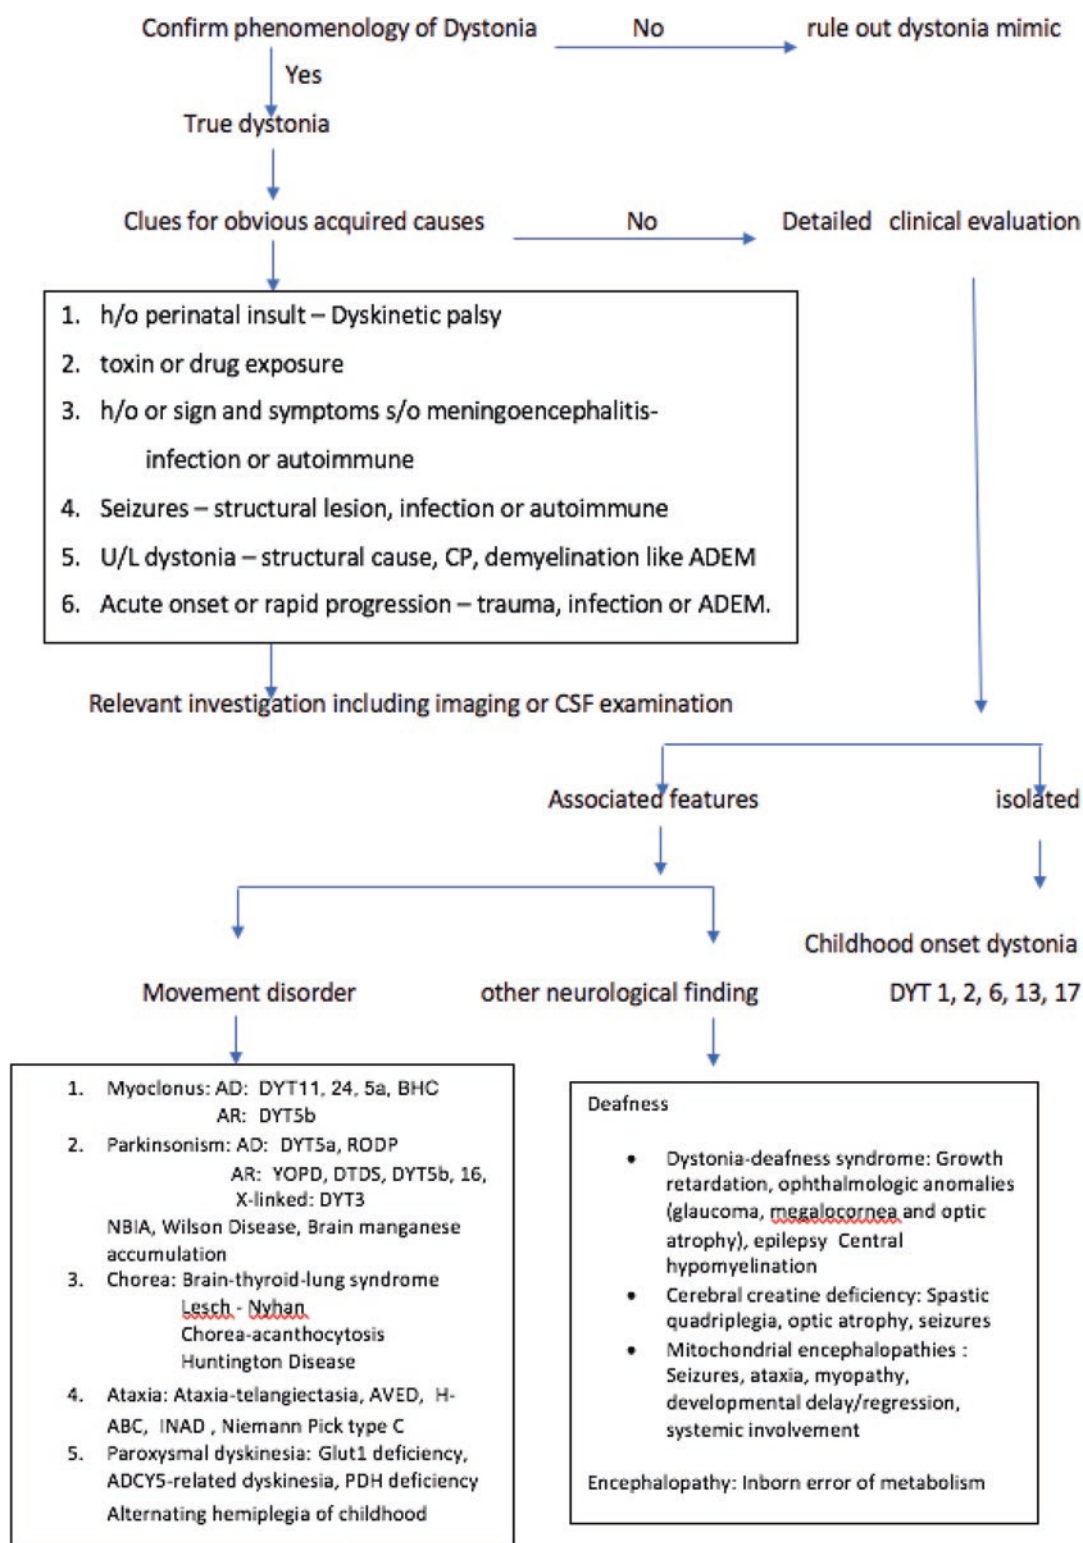 Confirm phenomenology of Dystonia No rule out dystonia mimic
Yes
True dystonia
Clues for obvious acquired causes No Detailed clinical evaluation
1. h/o perinatal insult – Dyskinetic palsy
2. toxin or drug exposure
3. h/o or sign and symptoms s/o meningoencephalitis-
infection or autoimmune
4. Seizures – structural lesion, infection or autoimmune
5. U/L dystonia – structural cause, CP, demyelination like ADEM
6. Acute onset or rapid progression – trauma, infection or ADEM.
Relevant investigation including imaging or CSF examination
Associated features isolated
Childhood onset dystonia
DYT 1, 2, 6, 13, 17
Movement disorder other neurological finding
1. Myoclonus: AD: DYT11, 24, 5a, BHC
AR: DYT5b
2. Parkinsonism: AD: DYT5a, RODP
AR: YOPD, DTDS, DYT5b, 16,
X-linked: DYT3
NBIA, Wilson Disease, Brain manganese
accumulation
3. Chorea: Brain-thyroid-lung syndrome
Lesch - Nyhan
Chorea-acanthocytosis
Huntington Disease
4. Ataxia: Ataxia-telangiectasia, AVED, H-
ABC, INAD , Niemann Pick type C
5. Paroxysmal dyskinesia: Glut1 deficiency,
ADCY5-related dyskinesia, PDH deficiency
Alternating hemiplegia of childhood
Deafness
• Dystonia-deafness syndrome: Growth
retardation, ophthalmologic anomalies
(glaucoma, megalocornea and optic
atrophy), epilepsy Central
hypomyelination
• Cerebral creatine deficiency: Spastic
quadriplegia, optic atrophy, seizures
• Mitochondrial encephalopathies :
Seizures, ataxia, myopathy,
developmental delay/regression,
systemic involvement
Encephalopathy: Inborn error of metabolism